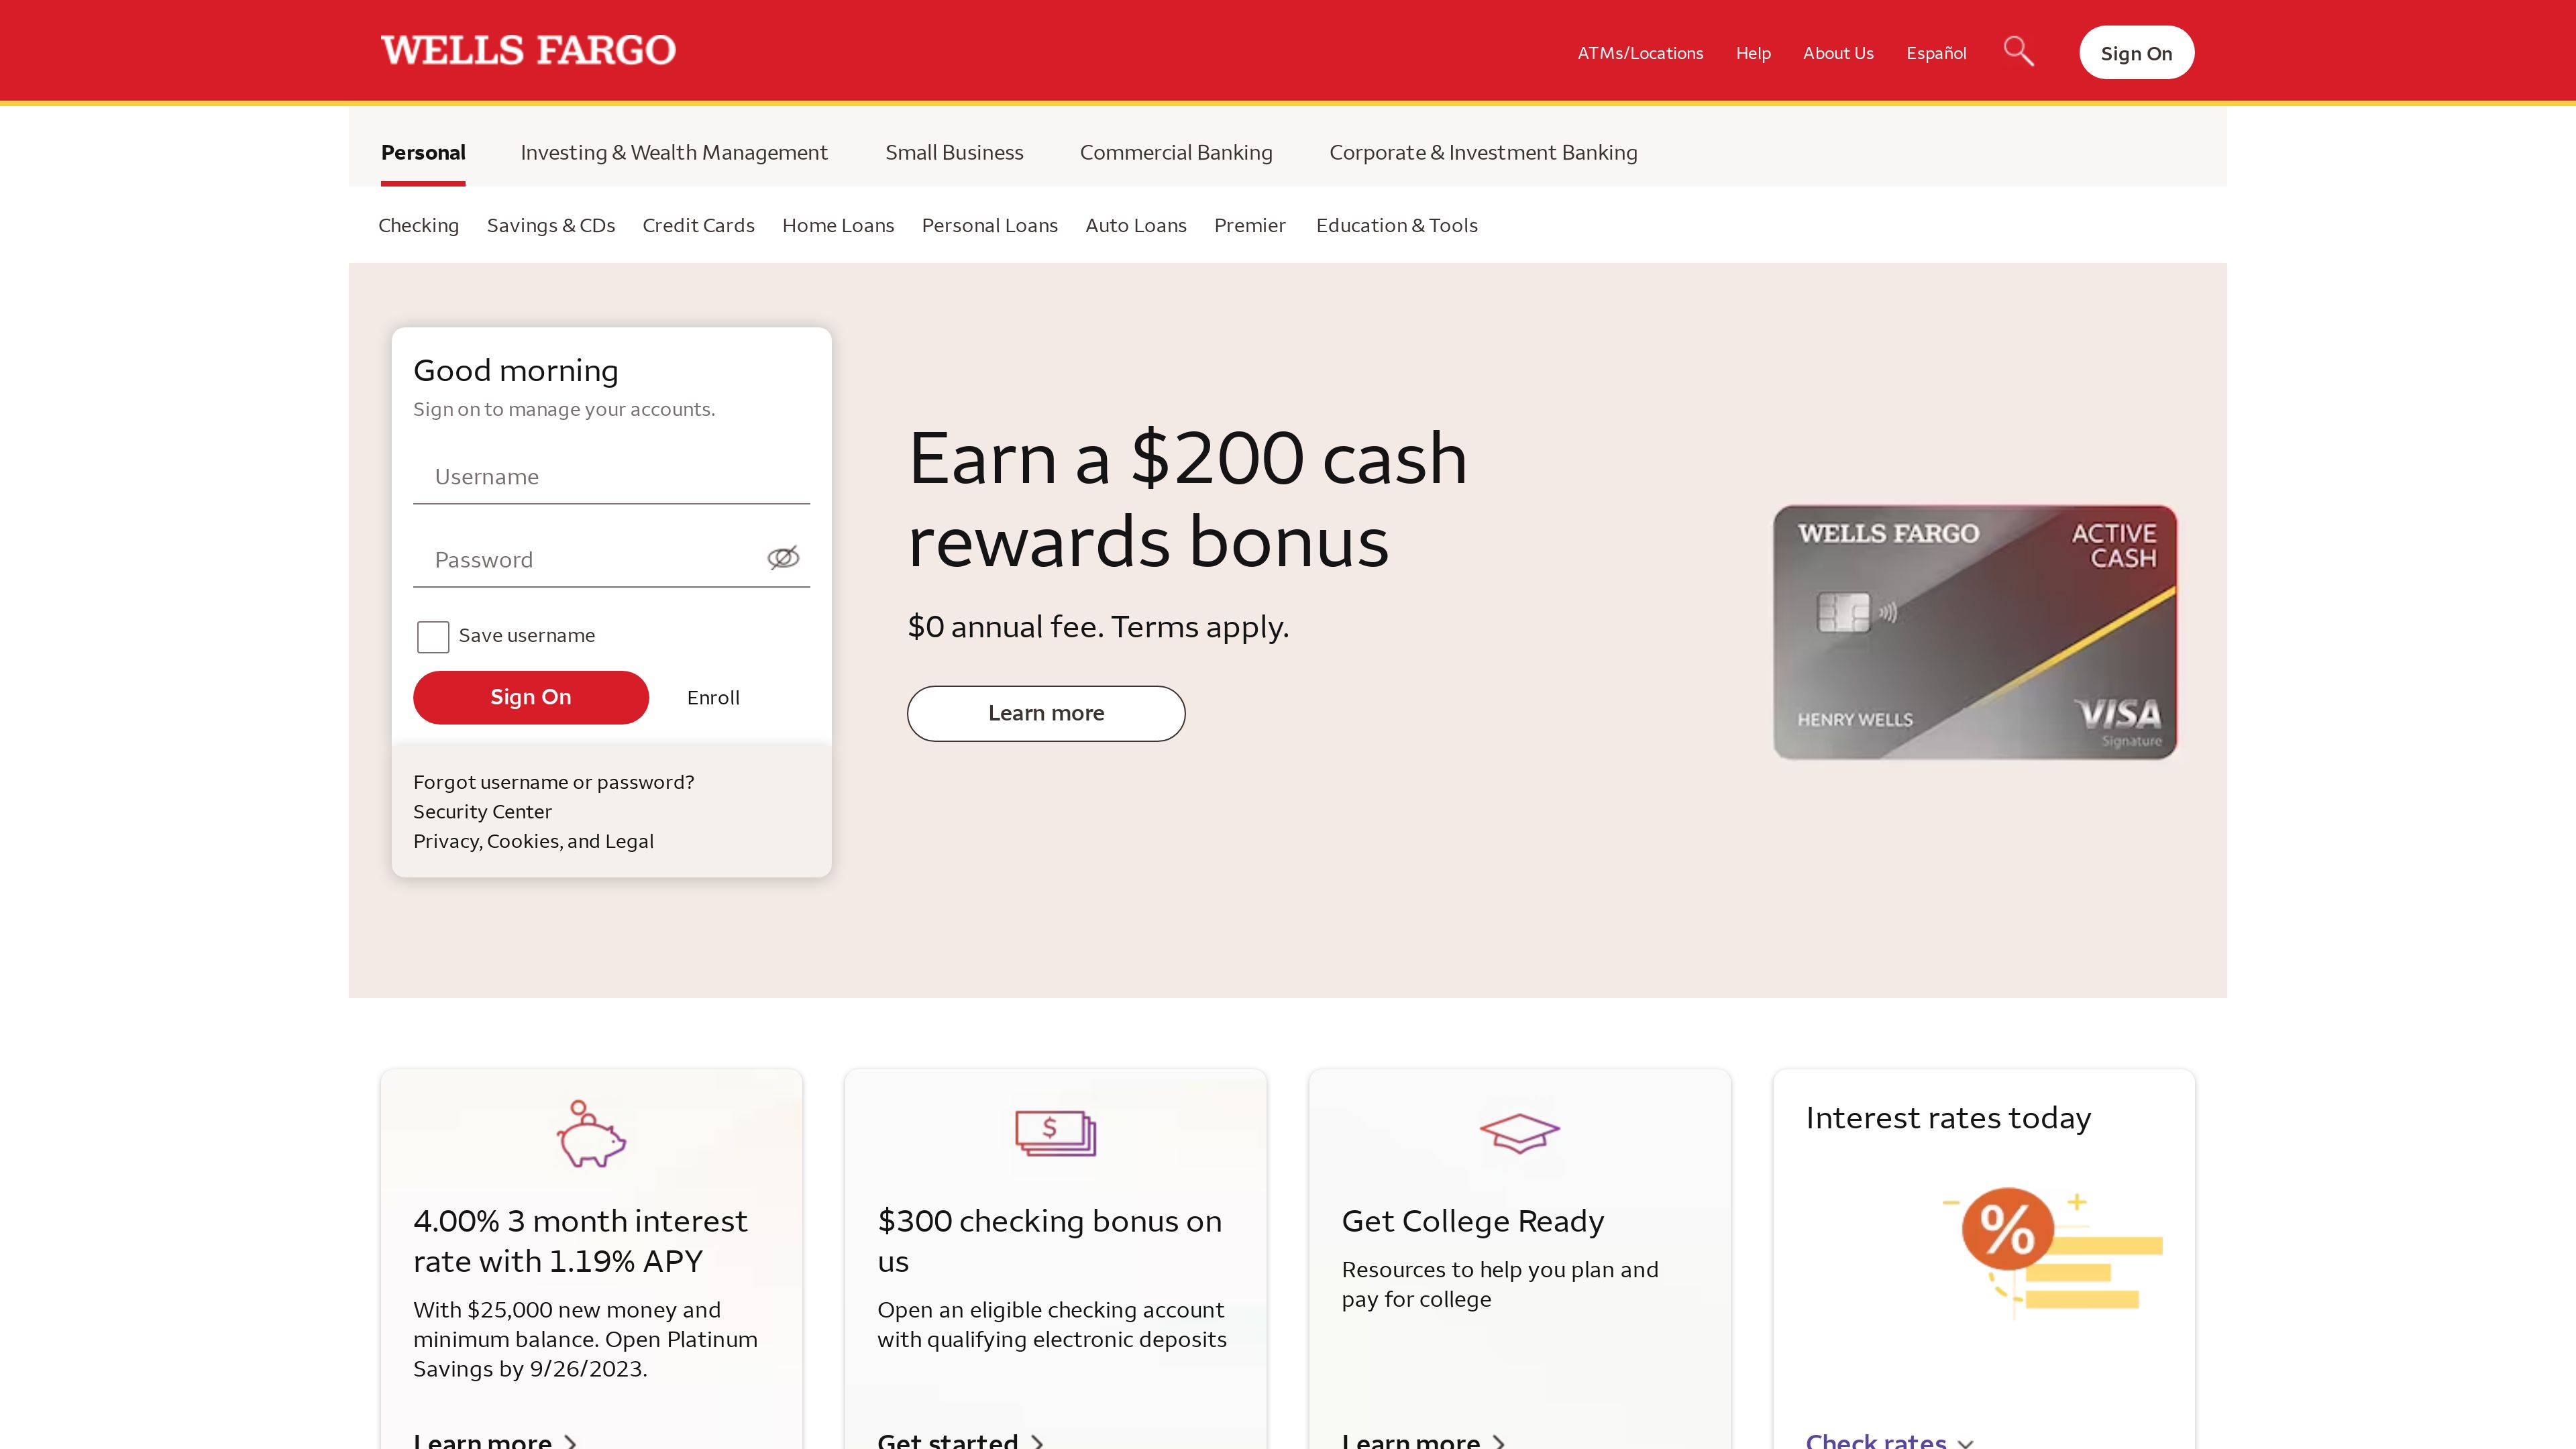 WELLS FARGO
ATMs/Locations Help About Us Español Sign On
Personal Investing & Wealth Management Small Business Commercial Banking Corporate & Investment Banking
Checking Savings & CDs Credit Cards Home Loans Personal Loans Auto Loans Premier Education & Tools
Good morning
Sign on to manage your accounts.
Username
Password
Save username
Sign On Enroll
Forgot username or password?
Security Center
Privacy, Cookies, and Legal
Earn a $200 cash
rewards bonus
$0 annual fee. Terms apply.
Learn more
WELLS FARGO
ACTIVE
CASH
HENRY WELLS
VISA
Signature
4.00% 3 month interest
rate with 1.19% APY
With $25,000 new money and
minimum balance. Open Platinum
Savings by 9/26/2023.
Learn more
$
$300 checking bonus on
us
Open an eligible checking account
with qualifying electronic deposits
Get started
Get College Ready
Resources to help you plan and
pay for college
Learn more
Interest rates today
%
Check rates